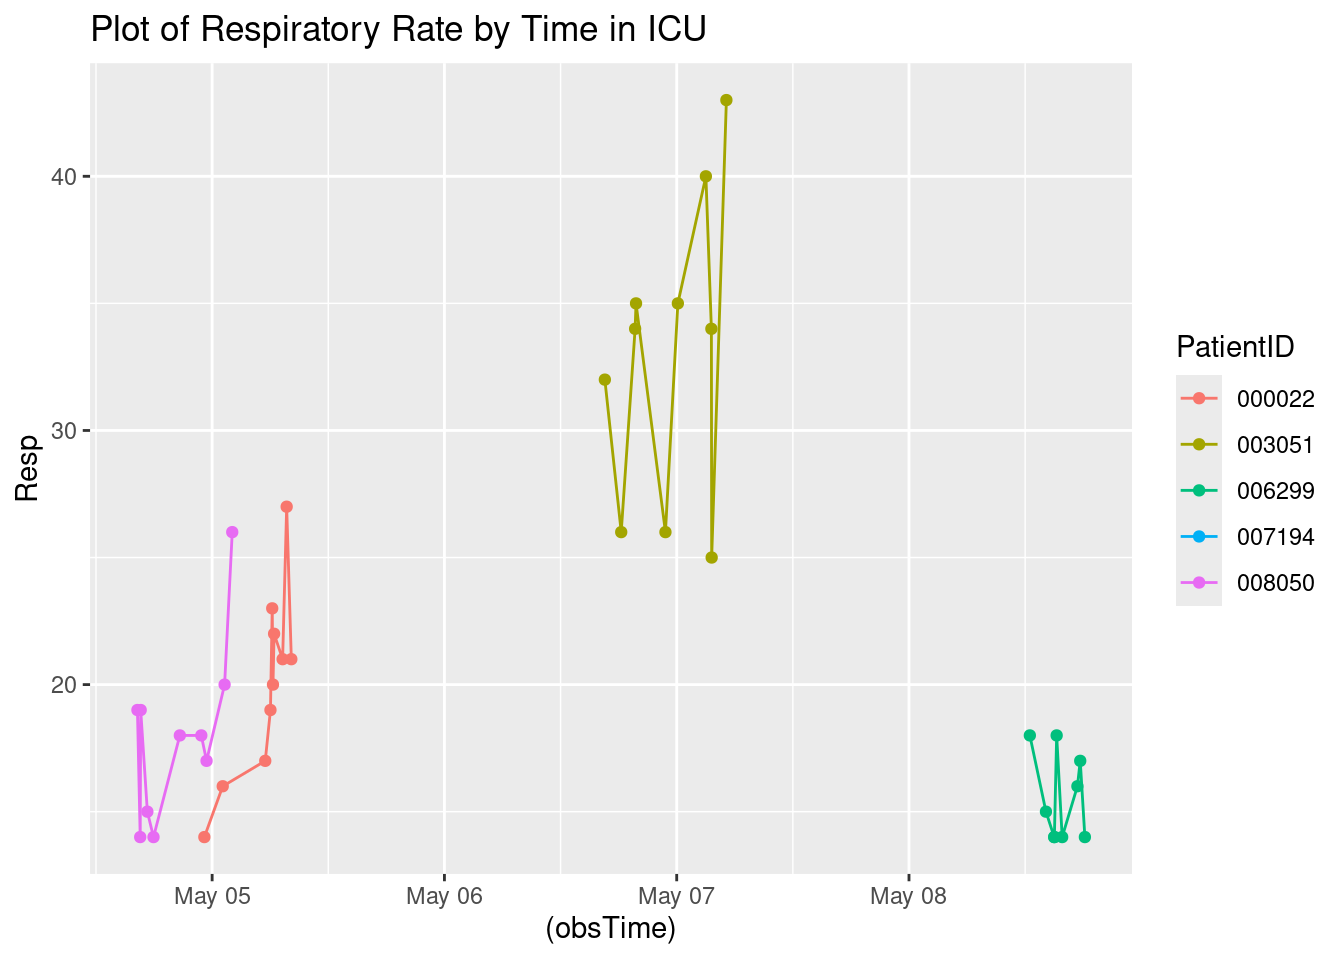 Plot of Respiratory Rate by Time in ICU
Resp
40
30
20
May 05
May 06
May 07
May 08
(obsTime)
PatientID
000022
003051
006299
007194
008050